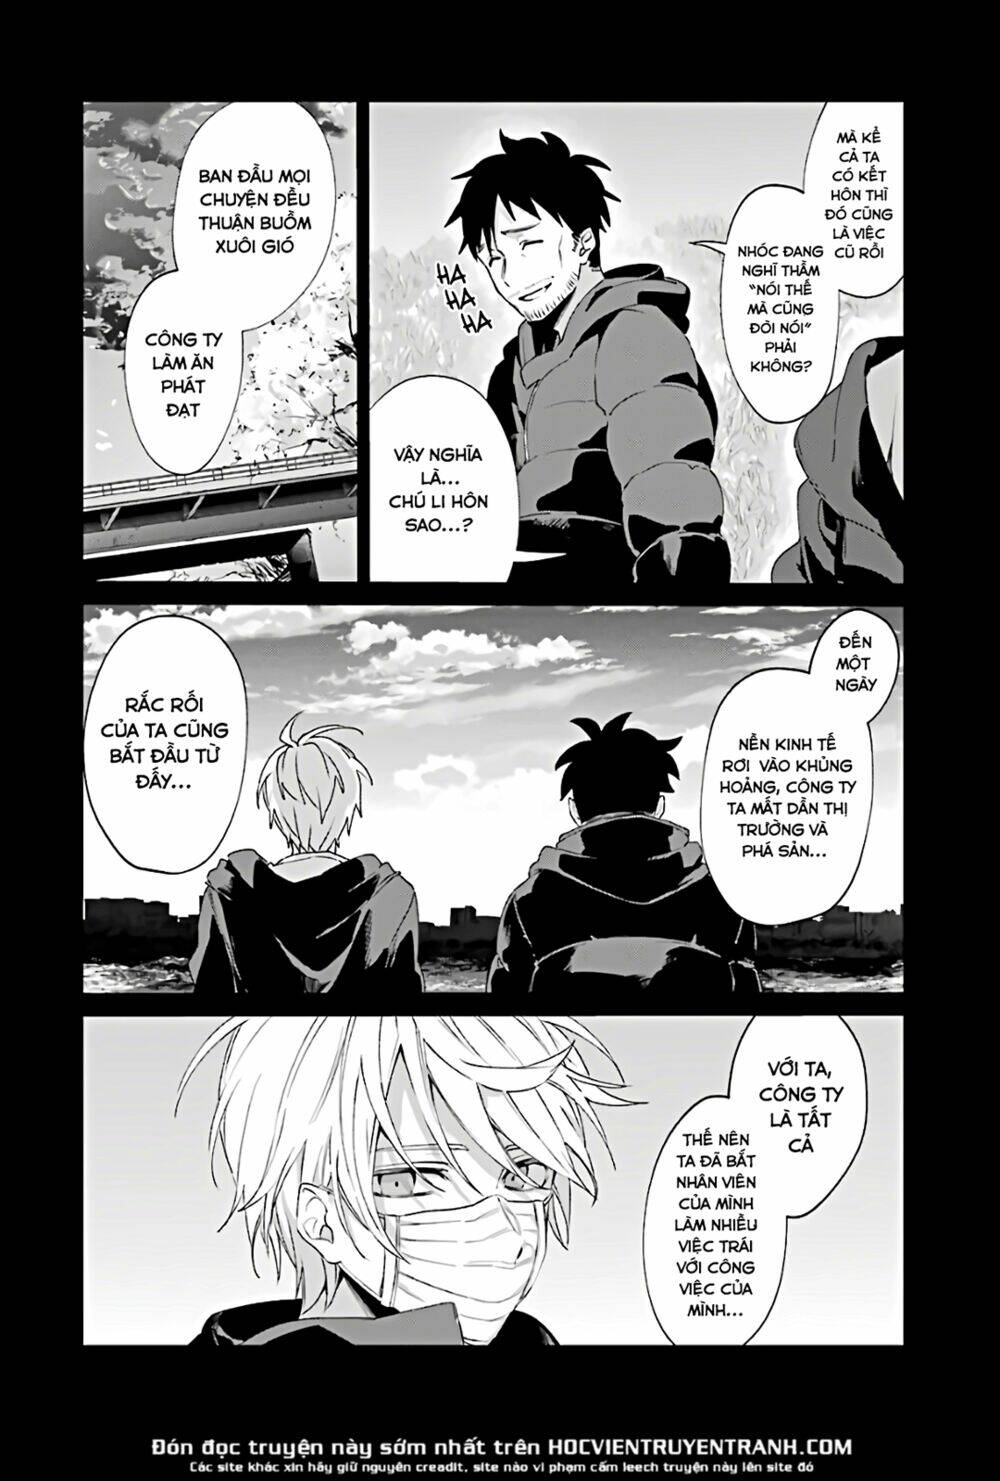 MÀ KỂ
CẢ TA
CÓ KẾT
HÔN THÌ
ĐÓ CŨNG
LÀ VIỆC
CŨ RỒI
NHÓC ĐANG
NGHĨ THẦM
“NÓI THẾ
MÀ CŨNG
ĐÒI NÓI”
PHẢI
KHÔNG?
HA
HA
HA
VẬY NGHĨA
LÀ...
CHÚ LI HÔN
SAO...?
BAN ĐẦU MỌI
CHUYỆN ĐỀU
THUẬN BUỒM
XUÔI GIÓ
CÔNG TY
LÀM ĂN
PHÁT
ĐẠT
ĐẾN
MỘT
NGÀY
NỀN KINH TẾ
RƠI VÀO KHỦNG
HOẢNG, CÔNG TY
TA MẤT DẦN THỊ
TRƯỜNG VÀ
PHÁ SẢN...
RẮC RỐI
CỦA TA CŨNG
BẮT ĐẦU TỪ
ĐẤY...
VỚI TA,
CÔNG TY
LÀ TẤT
CẢ
THẾ NÊN
TA ĐÃ BẮT
NHÂN VIÊN
CỦA MÌNH
LÀM NHIỀU
VIỆC TRÁI
VỚI CÔNG
VIỆC CỦA
MÌNH...
Đón đọc truyện này sớm nhất trên HOCVIENTRUYENTRANH.COM
Các site khác xin hãy giữ nguyên creadit, site nào vi phạm cấm leech truyện này lên site đó